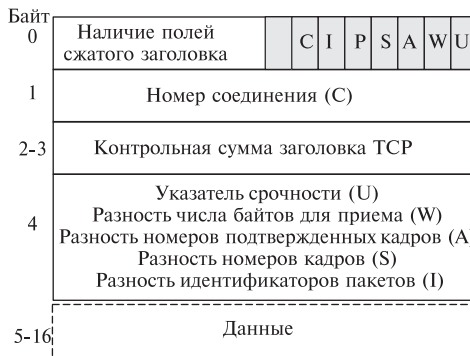 Байт
0
Наличие полей
сжатого заголовка
C I P S A W U
1
Номер соединения (C)
2-3
Контрольная сумма заголовка TCP
4
Указатель срочности (U)
Разность числа байтов для приема (W)
Разность номеров подтвержденных кадров (A)
Разность номеров кадров (S)
Разность идентификаторов пакетов (I)
5-16
Данные